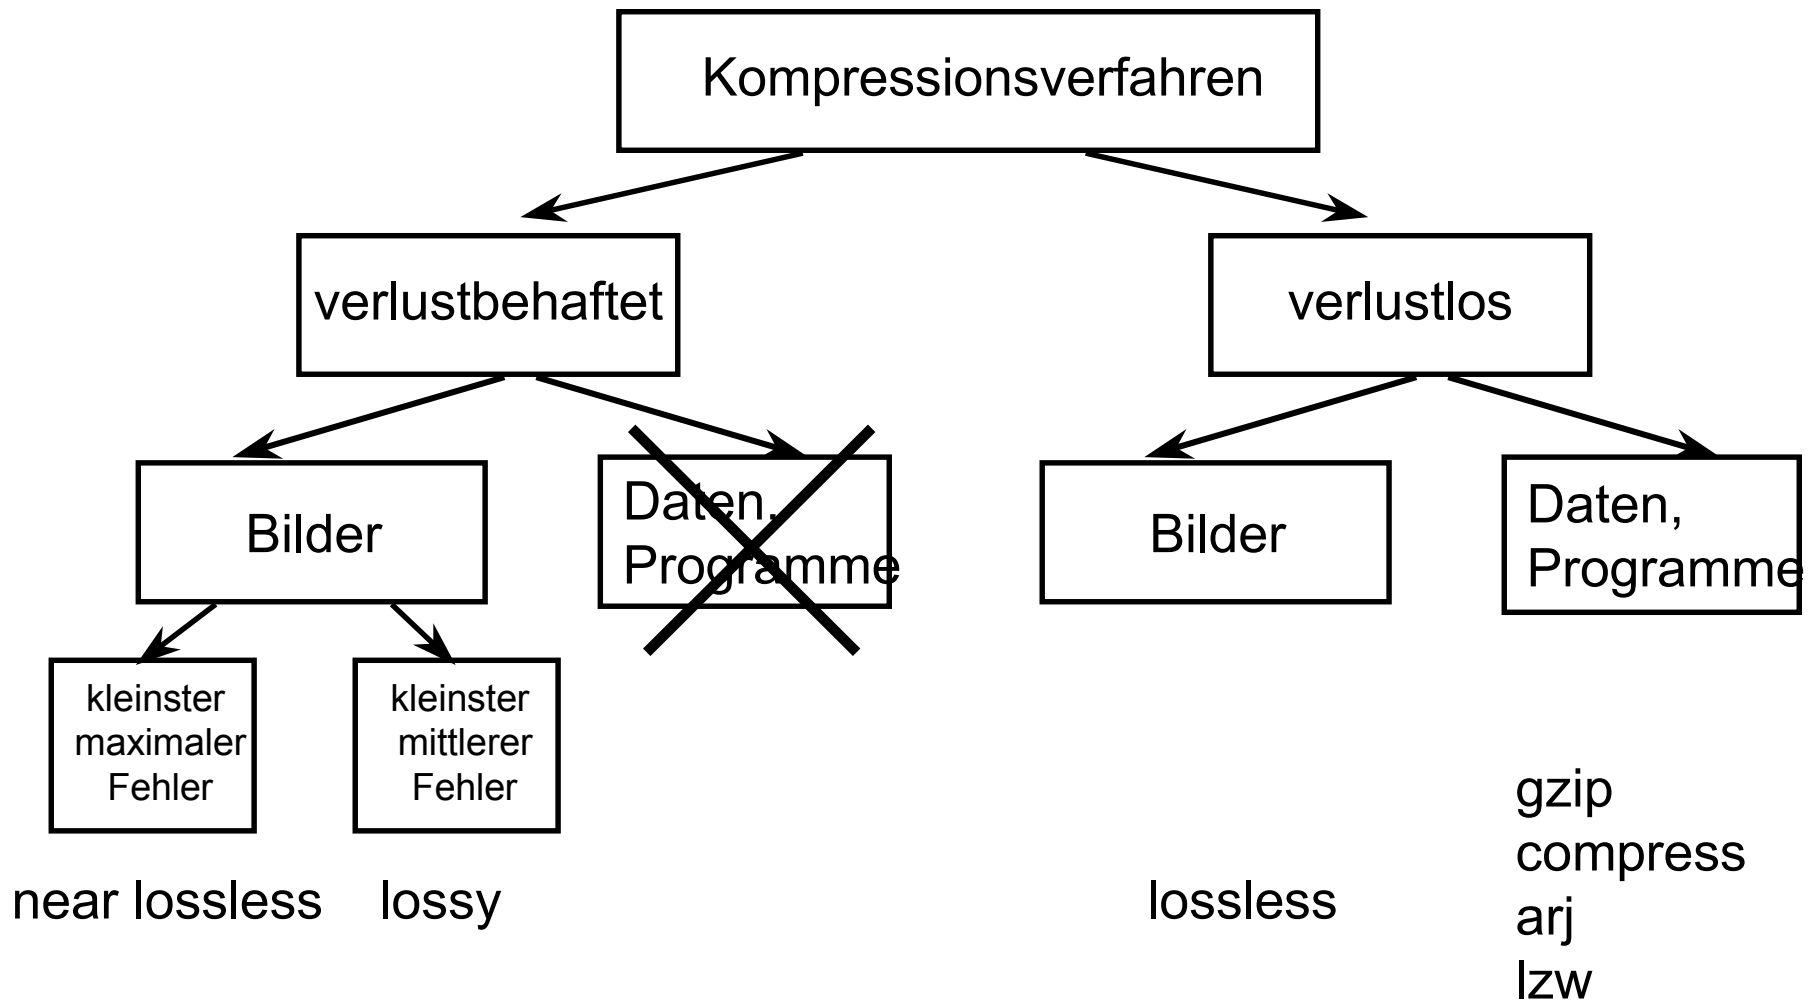 Kompressionsverfahren
verlustbehaftet
verlustlos
Bilder
Daten,
Programme
Bilder
Daten,
Programme
kleinster
maximaler
Fehler
kleinster
mittlerer
Fehler
near lossless
lossy
lossless
gzip
compress
arj
lzw